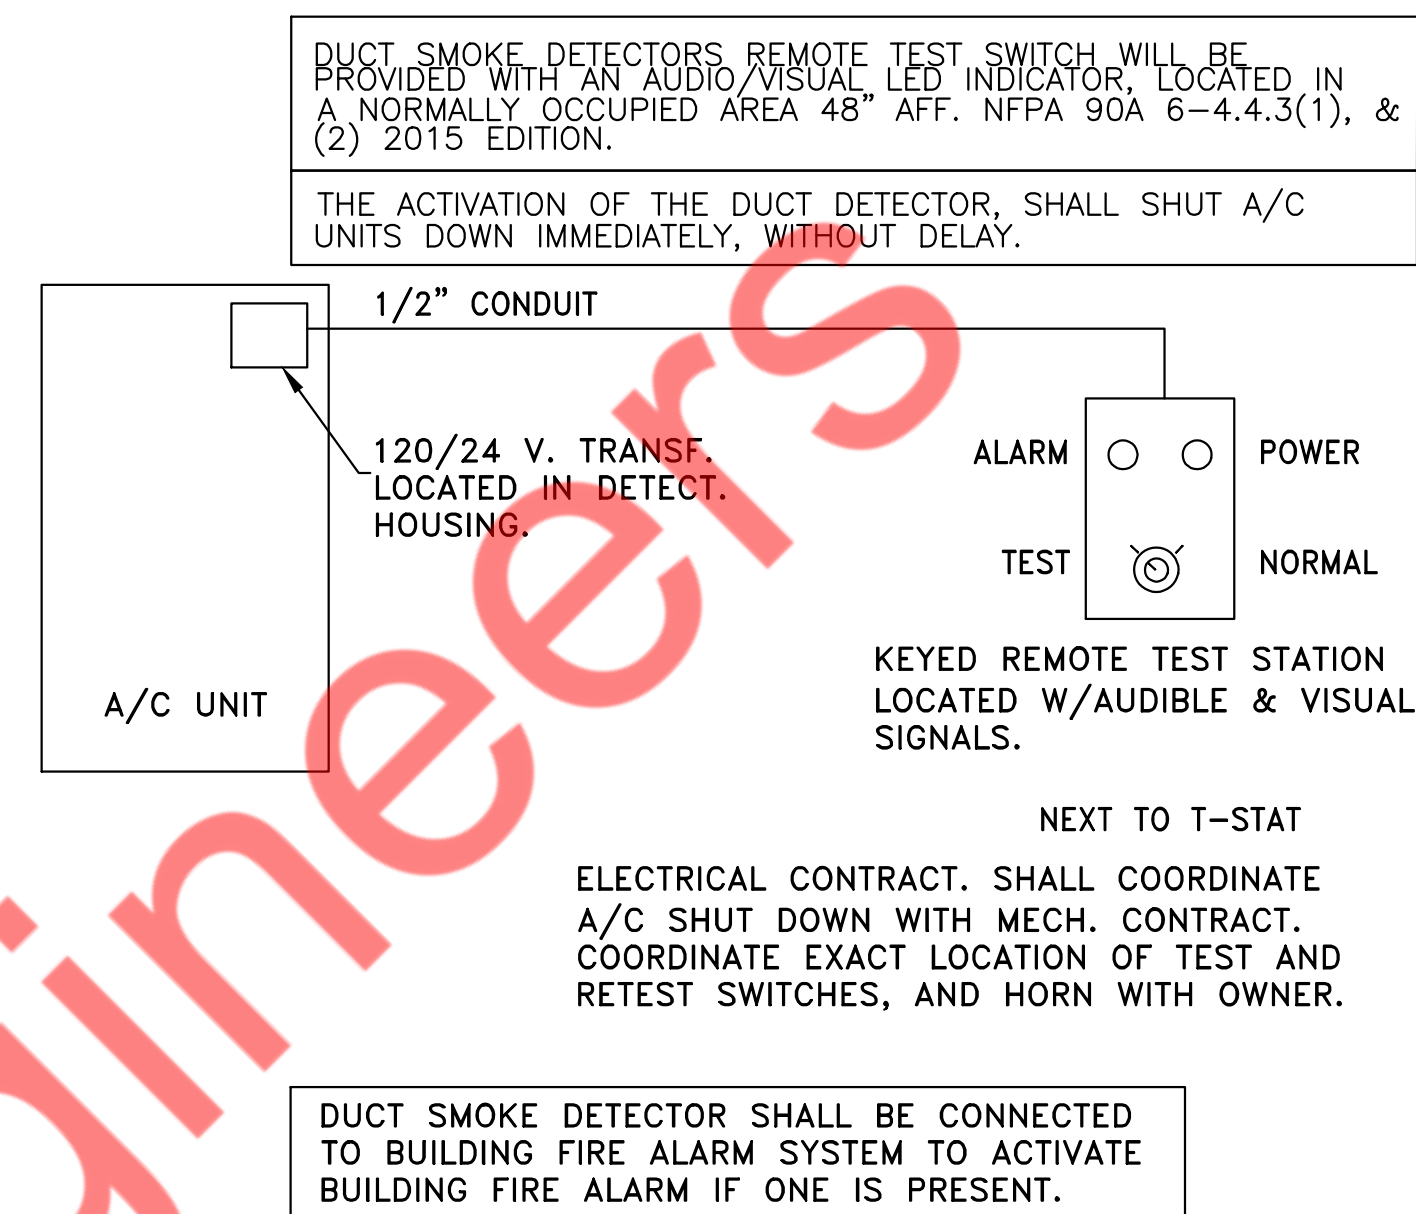 DUCT SMOKE DETECTORS REMOTE TEST SWITCH WILL BE
PROVIDED WITH AN AUDIO/VISUAL LED INDICATOR, LOCATED IN
A NORMALLY OCCUPIED AREA 48" AFF. NFPA 90A 6-4.4.3(1), &
(2) 2015 EDITION.
THE ACTIVATION OF THE DUCT DETECTOR, SHALL SHUT A/C
UNITS DOWN IMMEDIATELY, WITHOUT DELAY.
1/2" CONDUIT
120/24 V. TRANSF.
LOCATED IN DETECT.
HOUSING.
A/C UNIT
ALARM
POWER
TEST
NORMAL
KEYED REMOTE TEST STATION
LOCATED W/AUDIBLE & VISUAL
SIGNALS.
NEXT TO T-STAT
ELECTRICAL CONTRACT. SHALL COORDINATE
A/C SHUT DOWN WITH MECH. CONTRACT.
COORDINATE EXACT LOCATION OF TEST AND
RETEST SWITCHES, AND HORN WITH OWNER.
DUCT SMOKE DETECTOR SHALL BE CONNECTED
TO BUILDING FIRE ALARM SYSTEM TO ACTIVATE
BUILDING FIRE ALARM IF ONE IS PRESENT.
gineers